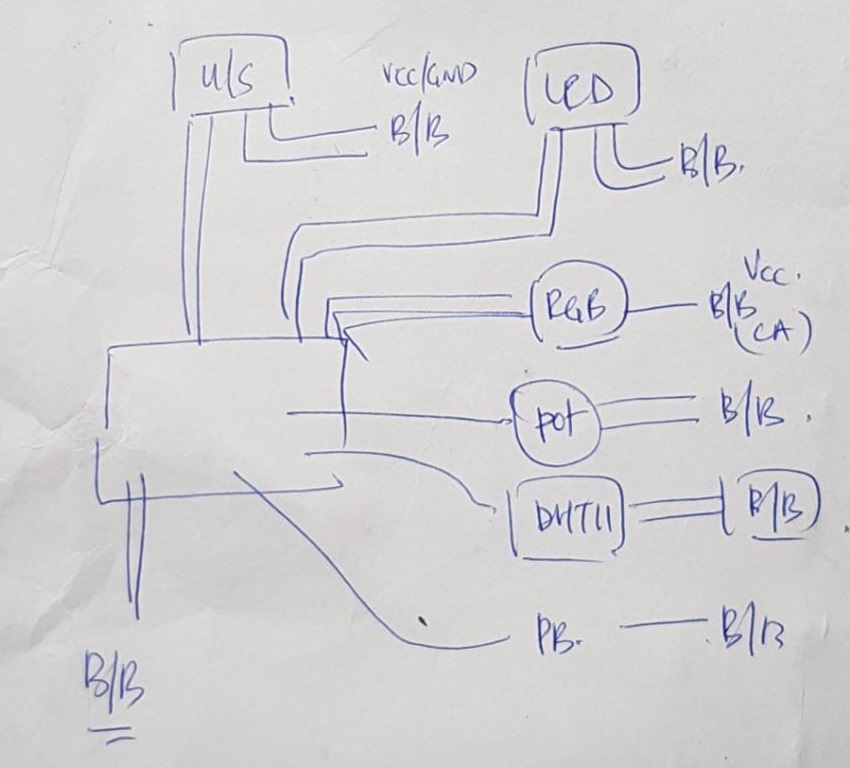 U/S
VCC/GND
B/B
LCD
B/B.
RGB
Vcc.
B/B
(CA)
pot
B/B.
DHT11
B/B
PB.
B/B
B/B